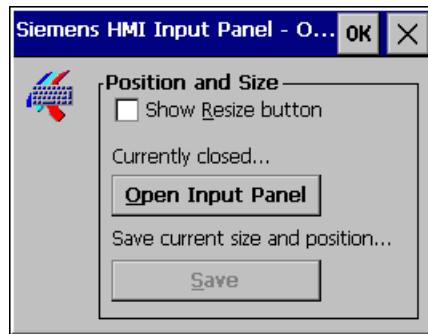 Siemens HMI Input Panel - O... OK
Position and Size
Show Resize button
Currently closed...
Open Input Panel
Save current size and position...
Save